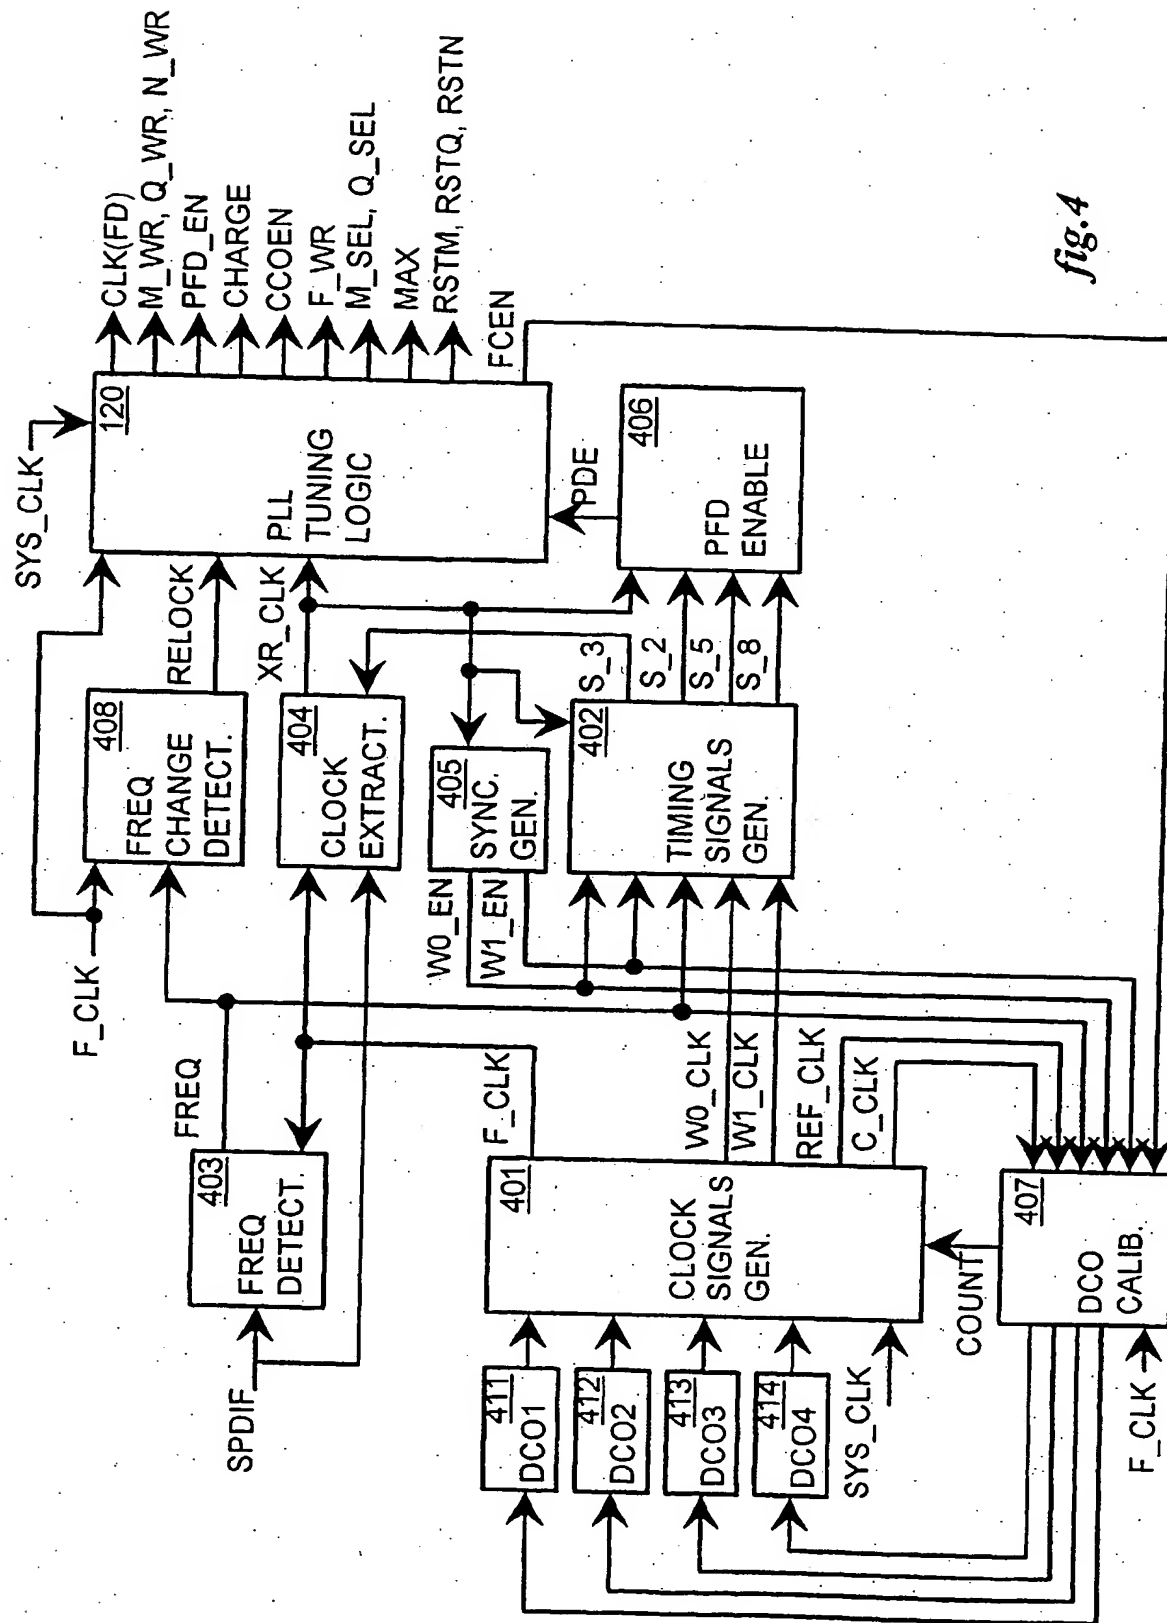 SPDIF
403
FREQ
DETECT.
FREQ
F_CLK
408
FREQ
CHANGE
DETECT.
RELOCK
SYS_CLK
120
PLL
TUNING
LOGIC
CLK(FD)
M_WR, Q_WR, N_WR
PFD_EN
CHARGE
CCOEN
F_WR
M_SEL, Q_SEL
MAX
RSTM, RSTQ, RSTN
FCEN
404
CLOCK
EXTRACT.
XR_CLK
405
SYNC.
GEN.
W0_EN
W1_EN
402
TIMING
SIGNALS
GEN.
S_3
S_2
S_5
S_8
406
PFD
ENABLE
PDE
411
DCO1
412
DCO2
413
DCO3
414
DCO4
SYS_CLK
401
CLOCK
SIGNALS
GEN.
F_CLK
W0_CLK
W1_CLK
REF_CLK
C_CLK
COUNT
407
DCO
CALIB.
F_CLK
fig.4